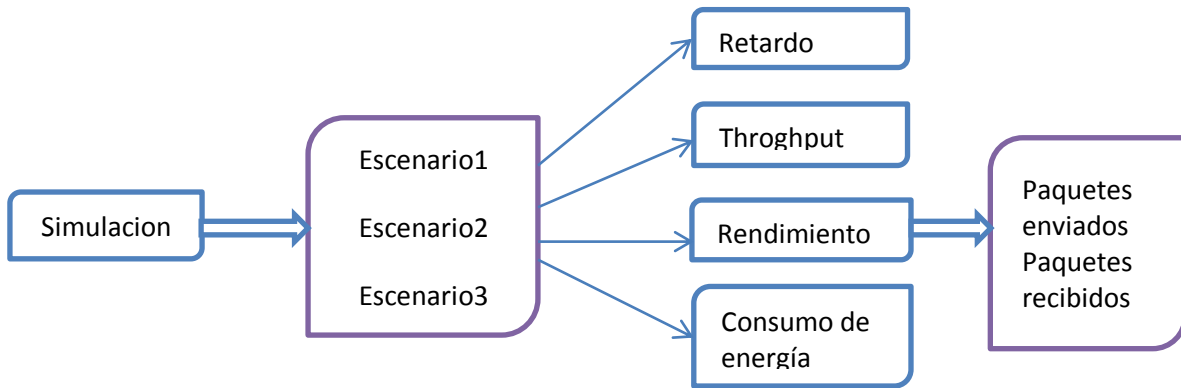 Simulacion
Escenario1
Escenario2
Escenario3
Retardo
Throghput
Rendimiento
Consumo de
energía
Paquetes
enviados
Paquetes
recibidos